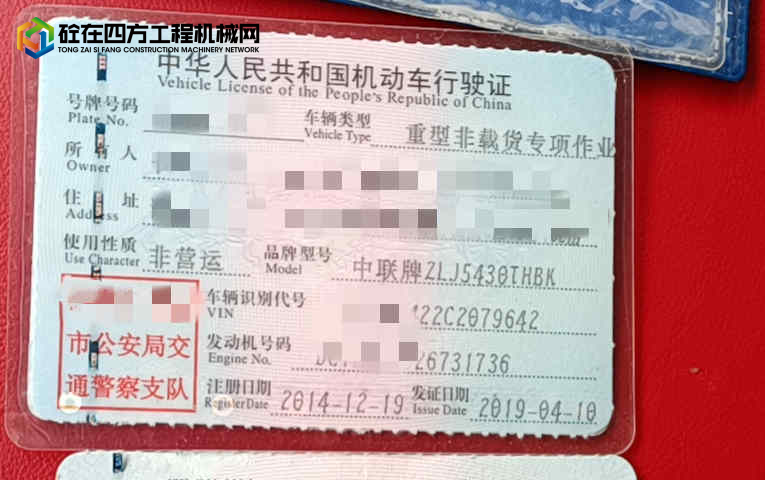 砼在四方工程机械网
TONG ZAI SI FANG CONSTRUCTION MACHINERY NETWORK
中华人民共和国机动车行驶证
Vehicle License of the People's Republic of China
号牌号码
Plate No.
车辆类型
Vehicle Type
重型非载货专项作业
所 有 人
Owner
住 址
Address
使用性质
Use Character
非营运
品牌型号
Model
中联牌ZLJ5430THBK
车辆识别代号
VIN
422C2079642
市公安局交
通警察支队
发动机号码
Engine No.
26731736
注册日期
Register Date
2014-12-19
发证日期
Issue Date
2019-04-10